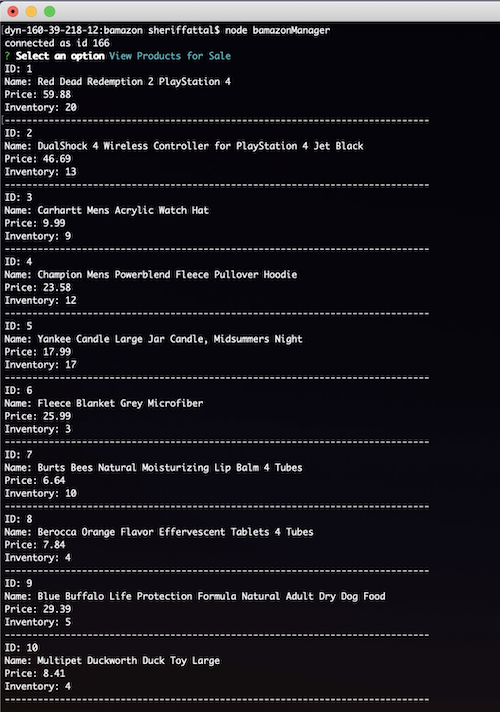 dyn-160-39-218-12:bamazon sheriffattal$ node bamazonManager
connected as id 166
? Select an option View Products for Sale
ID: 1
Name: Red Dead Redemption 2 PlayStation 4
Price: 59.88
Inventory: 20
--------------------------------------------------------------------------------
ID: 2
Name: DualShock 4 Wireless Controller for PlayStation 4 Jet Black
Price: 46.69
Inventory: 13
--------------------------------------------------------------------------------
ID: 3
Name: Carhartt Mens Acrylic Watch Hat
Price: 9.99
Inventory: 9
--------------------------------------------------------------------------------
ID: 4
Name: Champion Mens Powerblend Fleece Pullover Hoodie
Price: 23.58
Inventory: 12
--------------------------------------------------------------------------------
ID: 5
Name: Yankee Candle Large Jar Candle, Midsummers Night
Price: 17.99
Inventory: 17
--------------------------------------------------------------------------------
ID: 6
Name: Fleece Blanket Grey Microfiber
Price: 25.99
Inventory: 3
--------------------------------------------------------------------------------
ID: 7
Name: Burts Bees Natural Moisturizing Lip Balm 4 Tubes
Price: 6.64
Inventory: 10
--------------------------------------------------------------------------------
ID: 8
Name: Berocca Orange Flavor Effervescent Tablets 4 Tubes
Price: 7.84
Inventory: 4
--------------------------------------------------------------------------------
ID: 9
Name: Blue Buffalo Life Protection Formula Natural Adult Dry Dog Food
Price: 29.39
Inventory: 5
--------------------------------------------------------------------------------
ID: 10
Name: Multipet Duckworth Duck Toy Large
Price: 8.41
Inventory: 4
--------------------------------------------------------------------------------